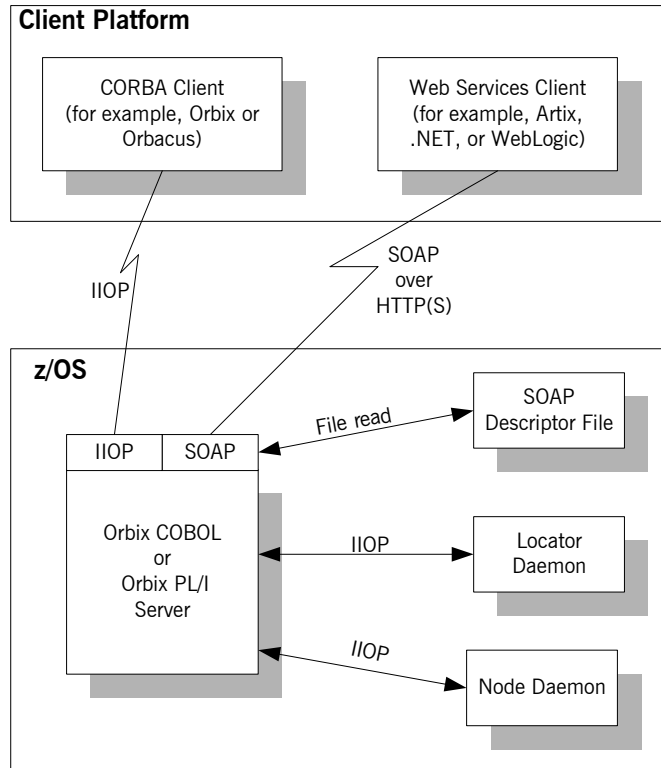 Client Platform
CORBA Client
(for example, Orbix or
Orbacus)
Web Services Client
(for example, Artix,
.NET, or WebLogic)
IIOP
SOAP
over
HTTP(S)
z/OS
IIOP
SOAP
Orbix COBOL
or
Orbix PL/I
Server
File read
SOAP
Descriptor File
IIOP
Locator
Daemon
IIOP
Node Daemon